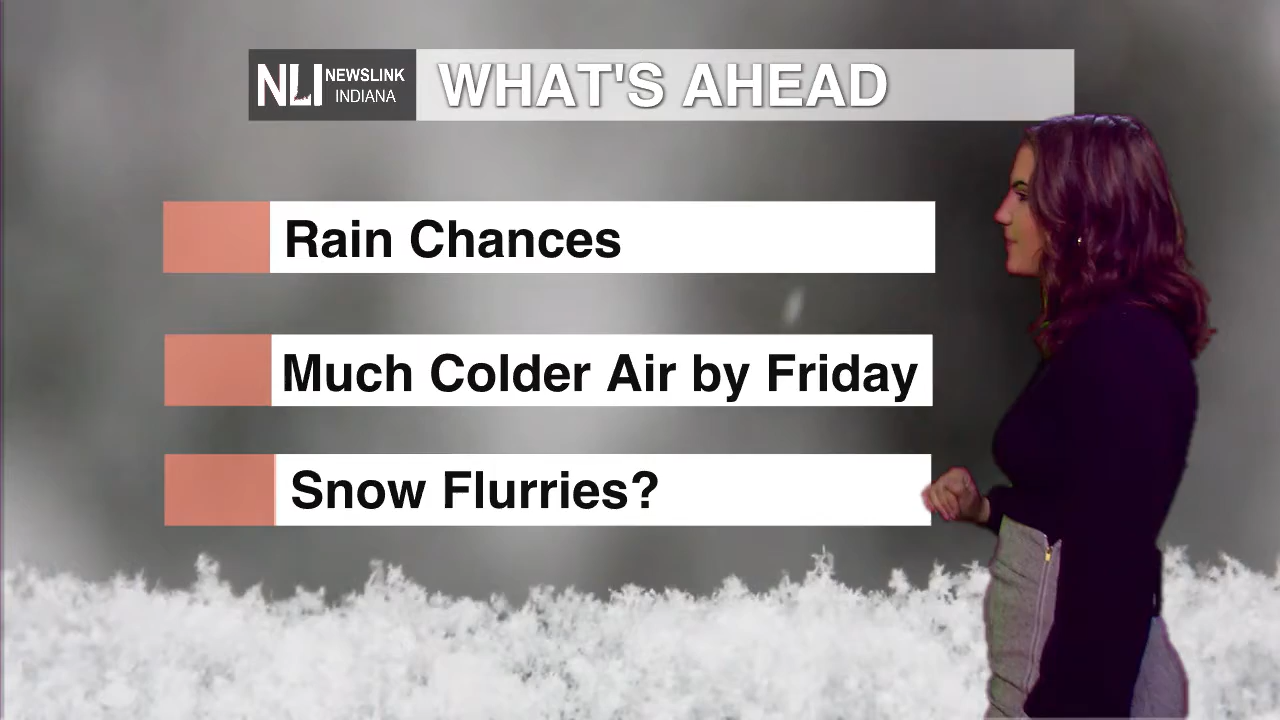 NLI NEWSLINK INDIANA
WHAT'S AHEAD
Rain Chances
Much Colder Air by Friday
Snow Flurries?